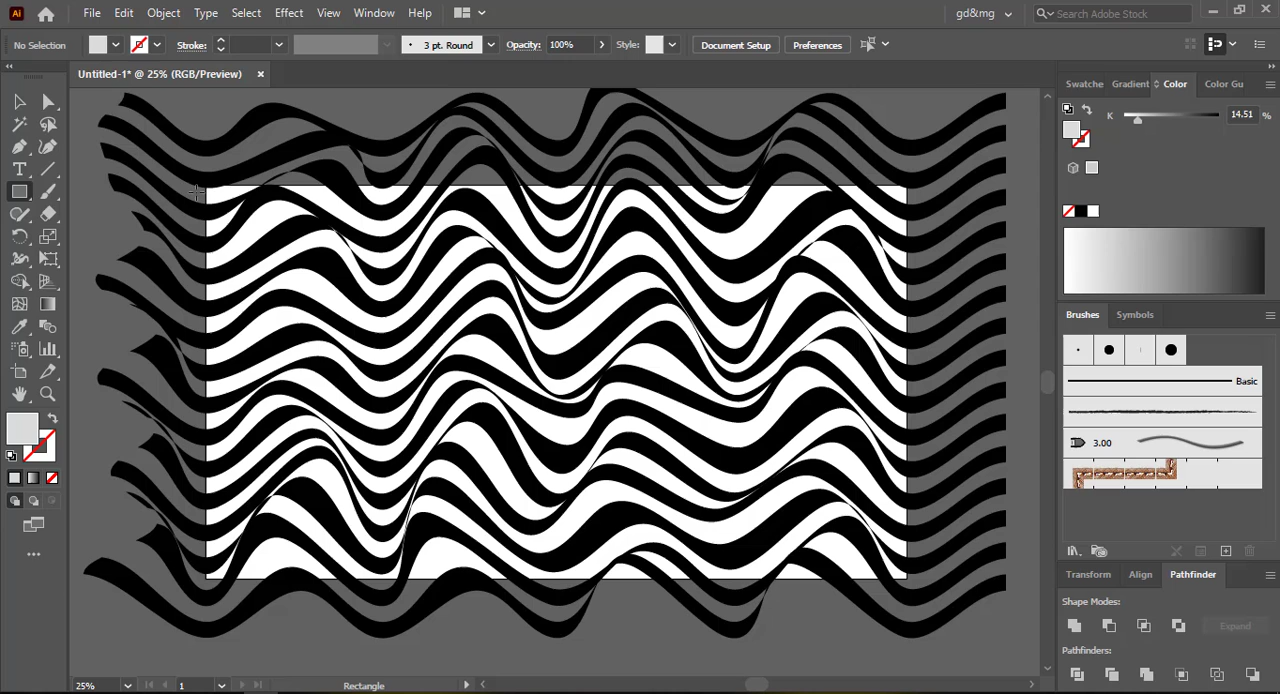 Ai File Edit Object Type Select Effect View Window Help gd&mg Search Adobe Stock
No Selection Stroke: 3 pt. Round Opacity: 100% Style: Document Setup Preferences
Untitled-1* @ 25% (RGB/Preview)
Swatche Gradient Color Color Gu
K 14.51 %
Brushes Symbols
Basic
3.00
Transform Align Pathfinder
Shape Modes:
Expand
Pathfinders:
25% 1 Rectangle